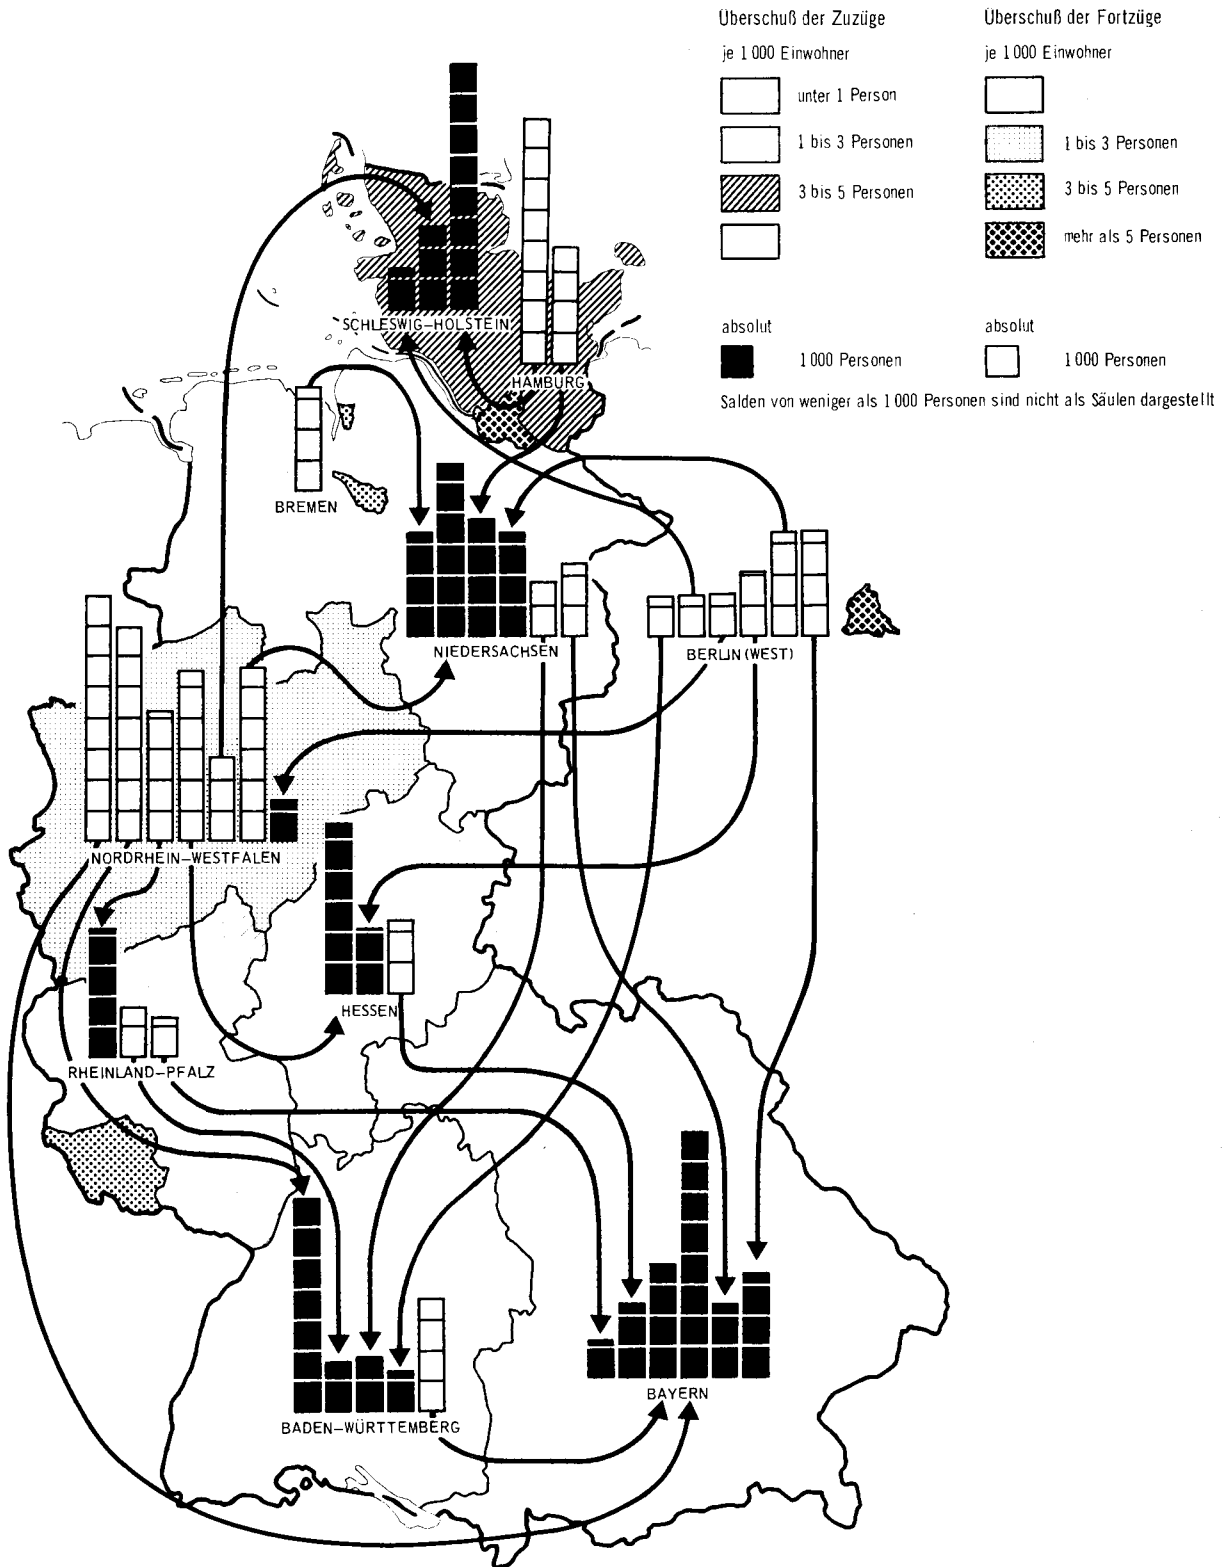 Überschuß der Zuzüge
je 1 000 Einwohner
unter 1 Person
1 bis 3 Personen
3 bis 5 Personen
absolut
1 000 Personen
Überschuß der Fortzüge
je 1 000 Einwohner
1 bis 3 Personen
3 bis 5 Personen
mehr als 5 Personen
absolut
1 000 Personen
Salden von weniger als 1 000 Personen sind nicht als Säulen dargestellt
SCHLESWIG–HOLSTEIN
HAMBURG
BREMEN
NIEDERSACHSEN
BERLIN (WEST)
NORDRHEIN–WESTFALEN
HESSEN
RHEINLAND–PFALZ
BAYERN
BADEN–WÜRTTEMBERG